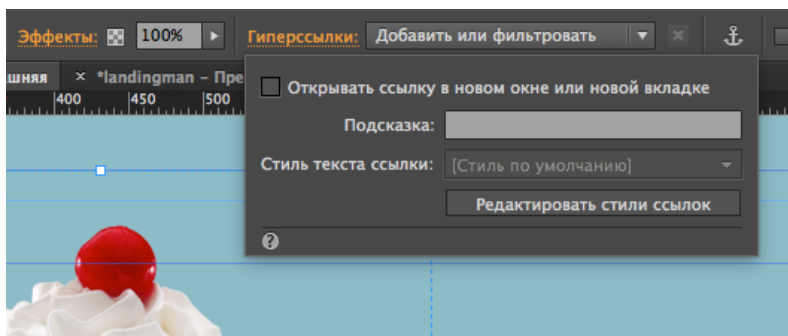 Эффекты: 100% Гиперссылки: Добавить или фильтровать
шняя × *landingman – Пре
400 450 500
Открывать ссылку в новом окне или новой вкладке
Подсказка:
Стиль текста ссылки: [Стиль по умолчанию]
Редактировать стили ссылок
?